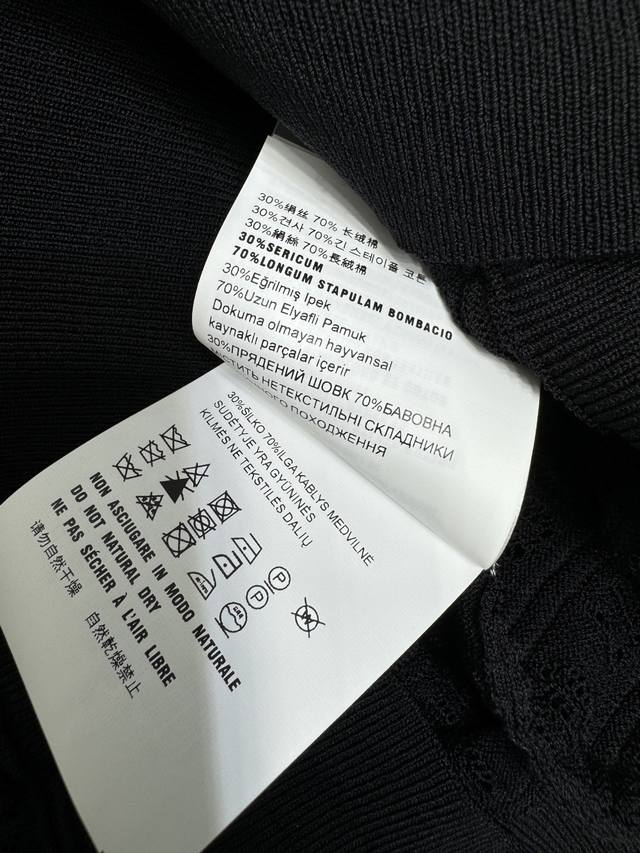 30%絹丝 70% 长绒棉
30%견사 70%긴 스테이플 코튼
30%絹絲 70%長絨棉
30%SERICUM
70%LONGUM STAPULAM BOMBACIO
30%Eğrilmiş İpek
70%Uzun Elyafli Pamuk
Dokuma olmayan hayvansal
kaynaklı parçalar içerir
30%ПРЯДЕНИЙ ШОВК 70%БАВОВНА
НЕТЕКСТИЛЬНІ СКЛАДНИКИ
ПОХОДЖЕННЯ
30%ŠILKO 70%ILGA KABLYS MEDVILNĖ
SUDĖTYJE YRA GYŪNINĖS
KILMĖS NE TEKSTILĖS DALIŲ
P
P
NON ASCIUGARE IN MODO NATURALE
DO NOT NATURAL DRY
NE PAS SÉCHER À L'AIR LIBRE
请勿自然干燥 自然乾燥禁止